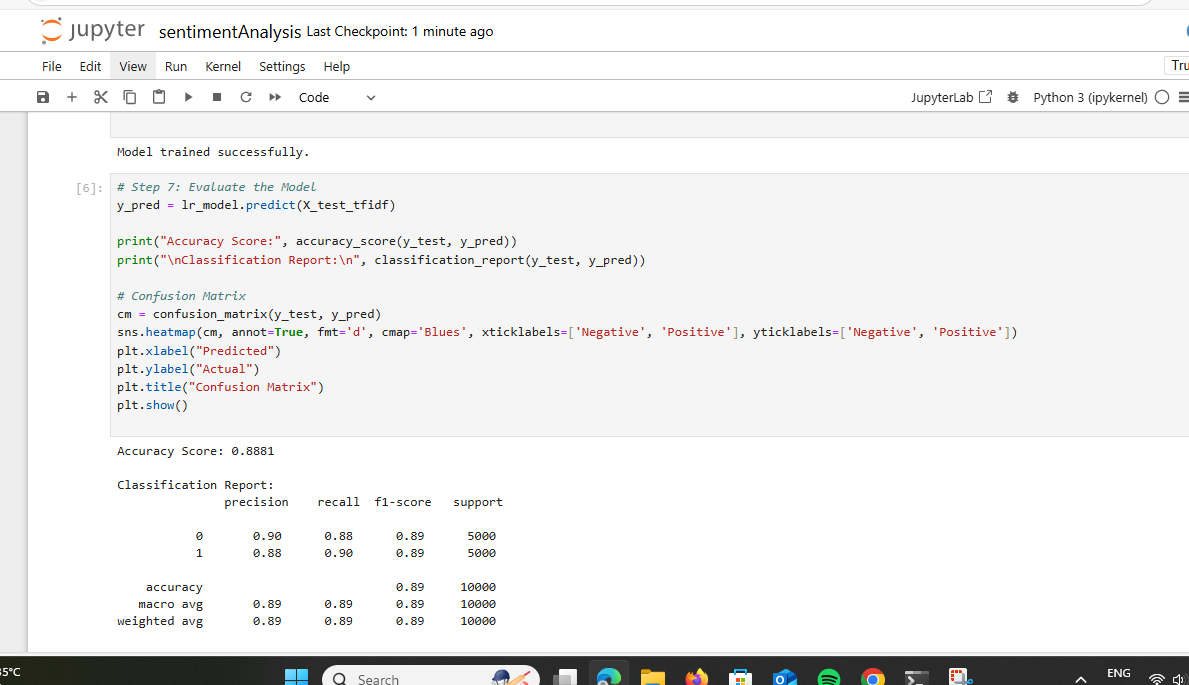 jupyter sentimentAnalysis Last Checkpoint: 1 minute ago
File Edit View Run Kernel Settings Help
Tru
Code
JupyterLab
Python 3 (ipykernel)
Model trained successfully.
[6]:
# Step 7: Evaluate the Model
y_pred = lr_model.predict(X_test_tfidf)
print("Accuracy Score:", accuracy_score(y_test, y_pred))
print("\nClassification Report:\n", classification_report(y_test, y_pred))
# Confusion Matrix
cm = confusion_matrix(y_test, y_pred)
sns.heatmap(cm, annot=True, fmt='d', cmap='Blues', xticklabels=['Negative', 'Positive'], yticklabels=['Negative', 'Positive'])
plt.xlabel("Predicted")
plt.ylabel("Actual")
plt.title("Confusion Matrix")
plt.show()
Accuracy Score: 0.8881
Classification Report:
precision recall f1-score support
0 0.90 0.88 0.89 5000
1 0.88 0.90 0.89 5000
accuracy 0.89 10000
macro avg 0.89 0.89 0.89 10000
weighted avg 0.89 0.89 0.89 10000
5°C
Search
ENG